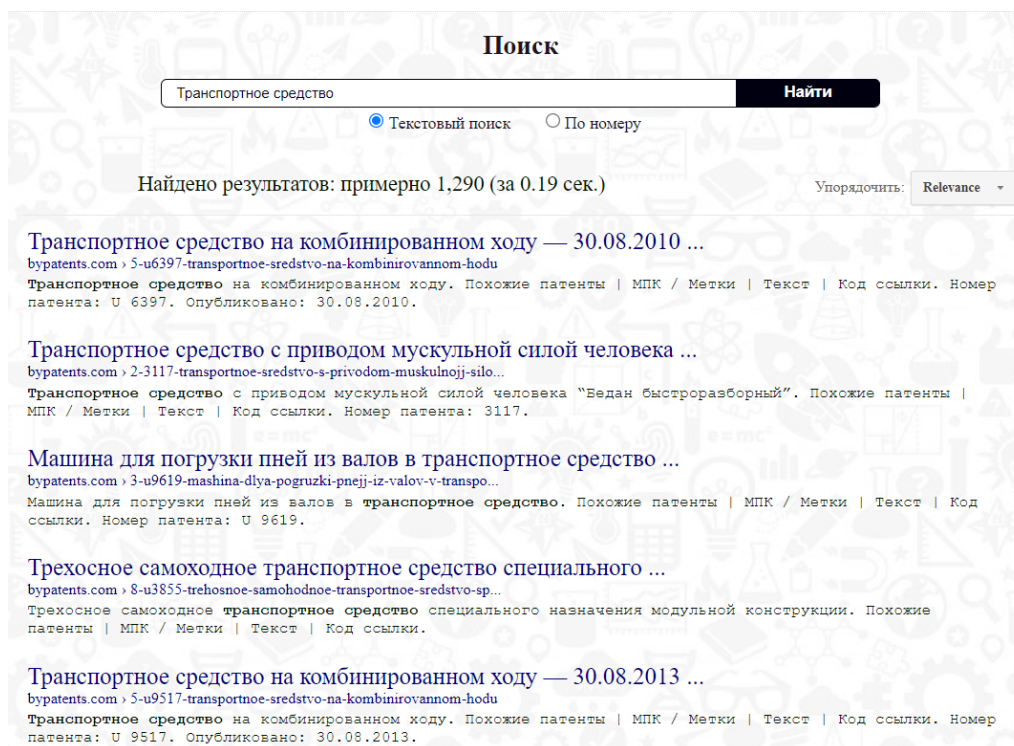 Поиск
Транспортное средство
Найти
Текстовый поиск
По номеру
Найдено результатов: примерно 1,290 (за 0.19 сек.)
Упорядочить:
Relevance
Транспортное средство на комбинированном ходу — 30.08.2010 ...
bypatents.com › 5-u6397-transportnoe-sredstvo-na-kombinirovannom-hodu
Транспортное средство на комбинированном ходу. Похожие патенты | МПК / Метки | Текст | Код ссылки. Номер
патента: U 6397. Опубликовано: 30.08.2010.
Транспортное средство с приводом мускульной силой человека ...
bypatents.com › 2-3117-transportnoe-sredstvo-s-privodom-muskulnojj-silo...
Транспортное средство с приводом мускульной силой человека “Ведан быстроразборный”. Похожие патенты |
МПК / Метки | Текст | Код ссылки. Номер патента: 3117.
Машина для погрузки пней из валов в транспортное средство ...
bypatents.com › 3-u9619-mashina-dlya-pogruzki-pnejj-iz-valov-v-transpo...
Машина для погрузки пней из валов в транспортное средство. Похожие патенты | МПК / Метки | Текст | Код
ссылки. Номер патента: U 9619.
Трехосное самоходное транспортное средство специального ...
bypatents.com › 8-u3855-trehosnoe-samohodnoe-transportnoe-sredstvo-sp...
Трехосное самоходное транспортное средство специального назначения модульной конструкции. Похожие
патенты | МПК / Метки | Текст | Код ссылки.
Транспортное средство на комбинированном ходу — 30.08.2013 ...
bypatents.com › 5-u9517-transportnoe-sredstvo-na-kombinirovannom-hodu
Транспортное средство на комбинированном ходу. Похожие патенты | МПК / Метки | Текст | Код ссылки. Номер
патента: U 9517. Опубликовано: 30.08.2013.